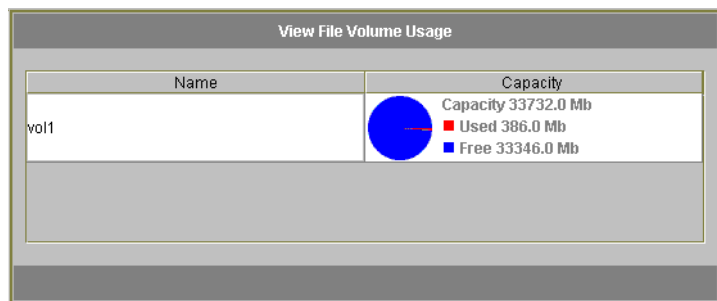 View File Volume Usage
Name Capacity
vol1
Capacity 33732.0 Mb
Used 386.0 Mb
Free 33346.0 Mb